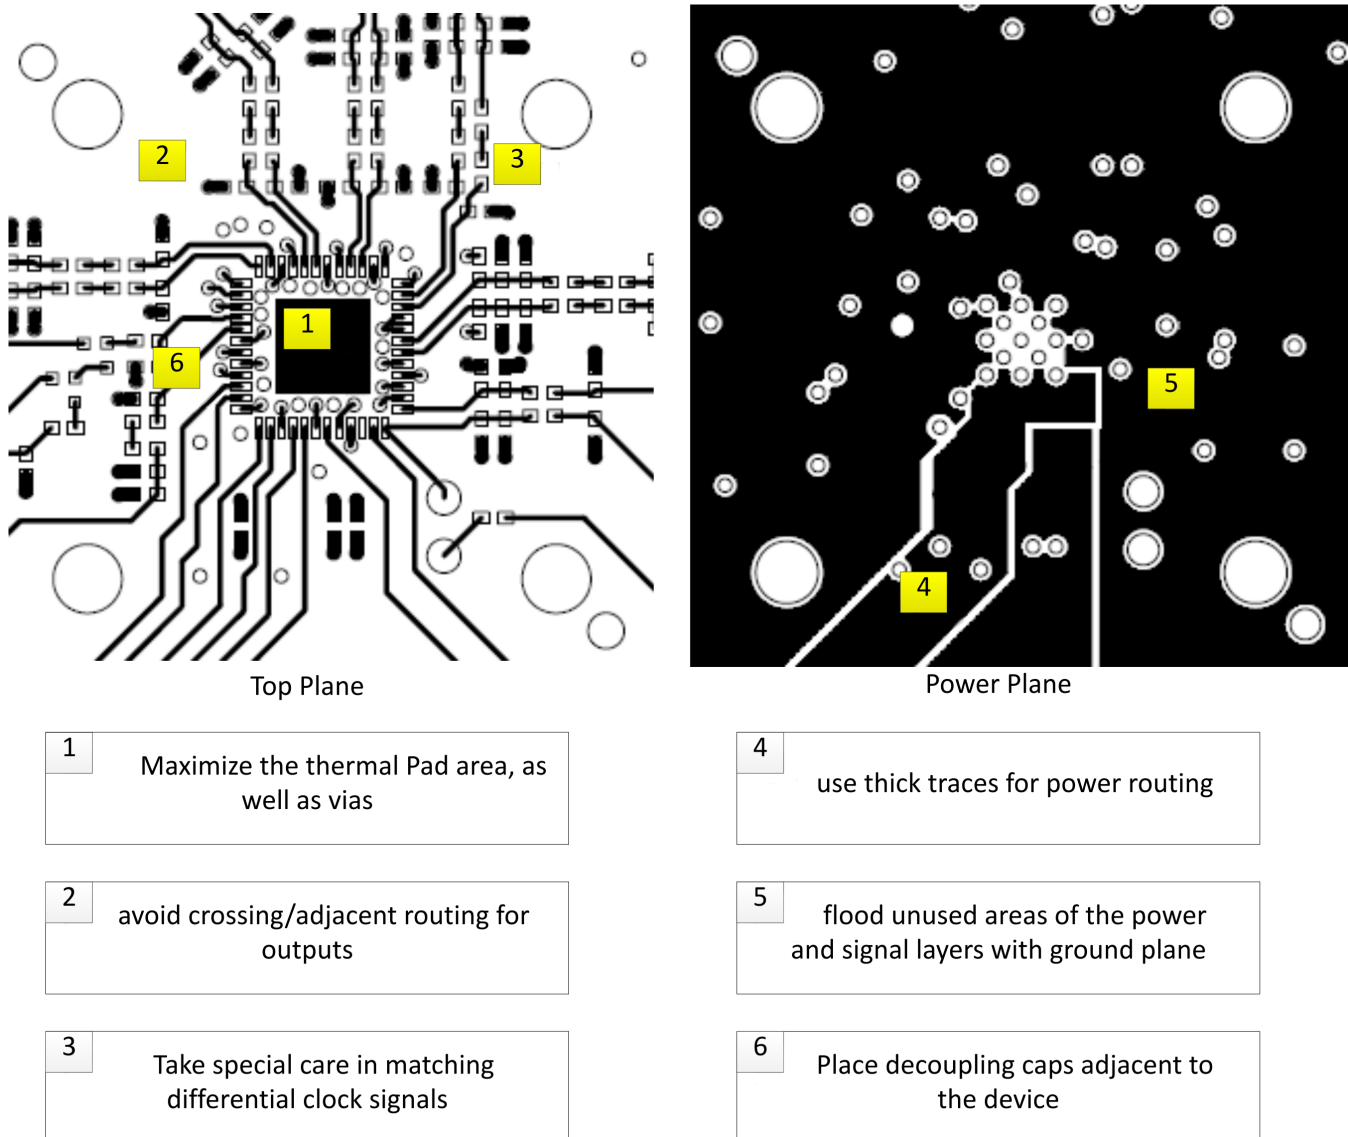 2
3
1
6
5
4
Top Plane
Power Plane
1
Maximize the thermal Pad area, as
well as vias
4
use thick traces for power routing
2
avoid crossing/adjacent routing for
outputs
5
flood unused areas of the power
and signal layers with ground plane
3
Take special care in matching
differential clock signals
6
Place decoupling caps adjacent to
the device